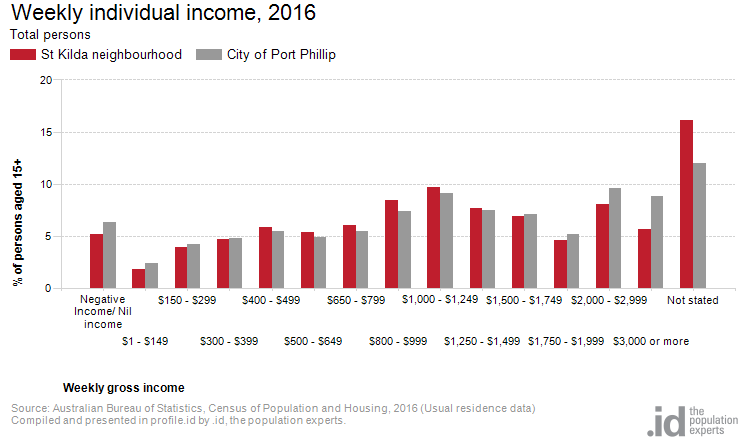 Weekly individual income, 2016
Total persons
St Kilda neighbourhood City of Port Phillip
% of persons aged 15+
20
15
10
5
0
Negative Income/ Nil income
$1 - $149
$150 - $299
$300 - $399
$400 - $499
$500 - $649
$650 - $799
$800 - $999
$1,000 - $1,249
$1,250 - $1,499
$1,500 - $1,749
$1,750 - $1,999
$2,000 - $2,999
$3,000 or more
Not stated
Weekly gross income
Source: Australian Bureau of Statistics, Census of Population and Housing, 2016 (Usual residence data)
Compiled and presented in profile.id by .id, the population experts.
.id the
population
experts